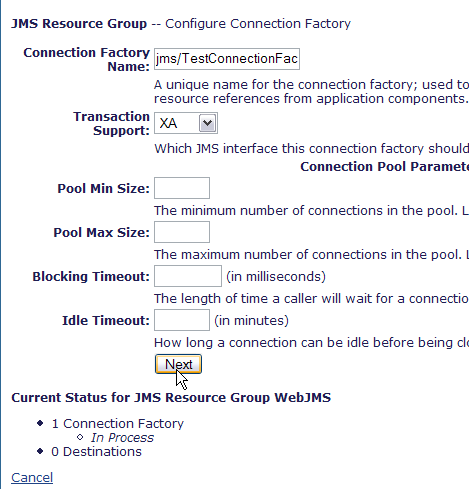 JMS Resource Group -- Configure Connection Factory
Connection Factory Name: jms/TestConnectionFac
A unique name for the connection factory; used to
resource references from application components.
Transaction Support: XA
Which JMS interface this connection factory should
Connection Pool Paramete
Pool Min Size:
The minimum number of connections in the pool. L
Pool Max Size:
The maximum number of connections in the pool. L
Blocking Timeout: (in milliseconds)
The length of time a caller will wait for a connectio
Idle Timeout: (in minutes)
How long a connection can be idle before being clo
Next
Current Status for JMS Resource Group WebJMS
1 Connection Factory
In Process
0 Destinations
Cancel